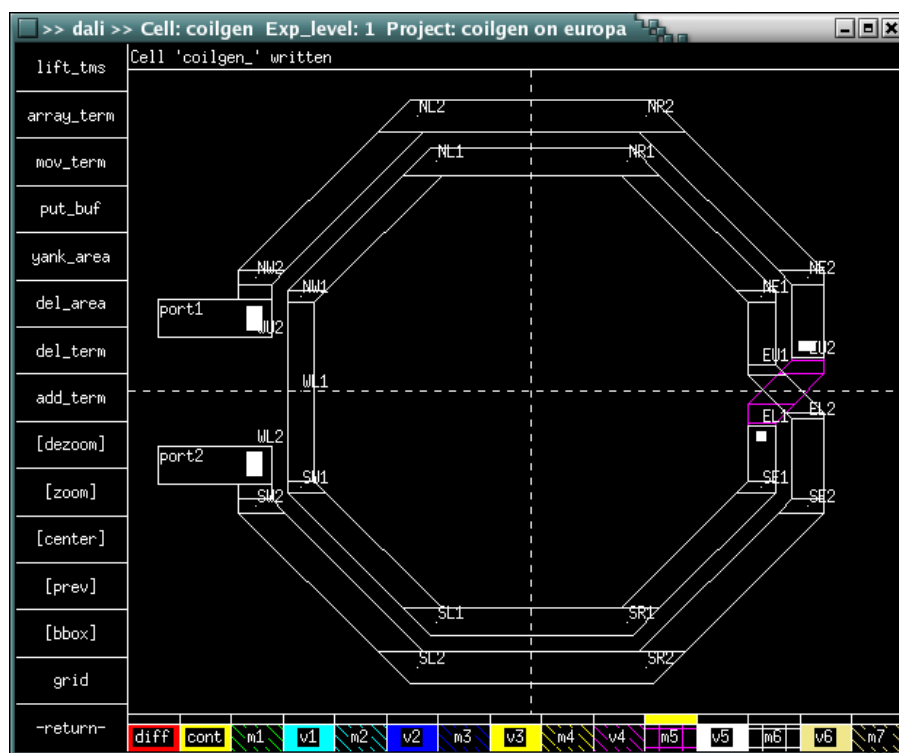 >> dali >> Cell: coilgen Exp_level: 1 Project: coilgen on europa
Cell 'coilgen_' written
lift_tms
array_term
mov_term
put_buf
yank_area
del_area
del_term
add_term
[dezoom]
[zoom]
[center]
[prev]
[bbox]
grid
-return-
NL2 NR2
NL1 NR1
NW2 NE2
NW1 NE1
port1
WU2
EU1 EU2
WL1
EL1 EL2
WL2
port2
SW1 SE1
SW2 SE2
SL1 SR1
SL2 SR2
diff cont m1 v1 m2 v2 m3 v3 m4 v4 m5 v5 m6 v6 m7